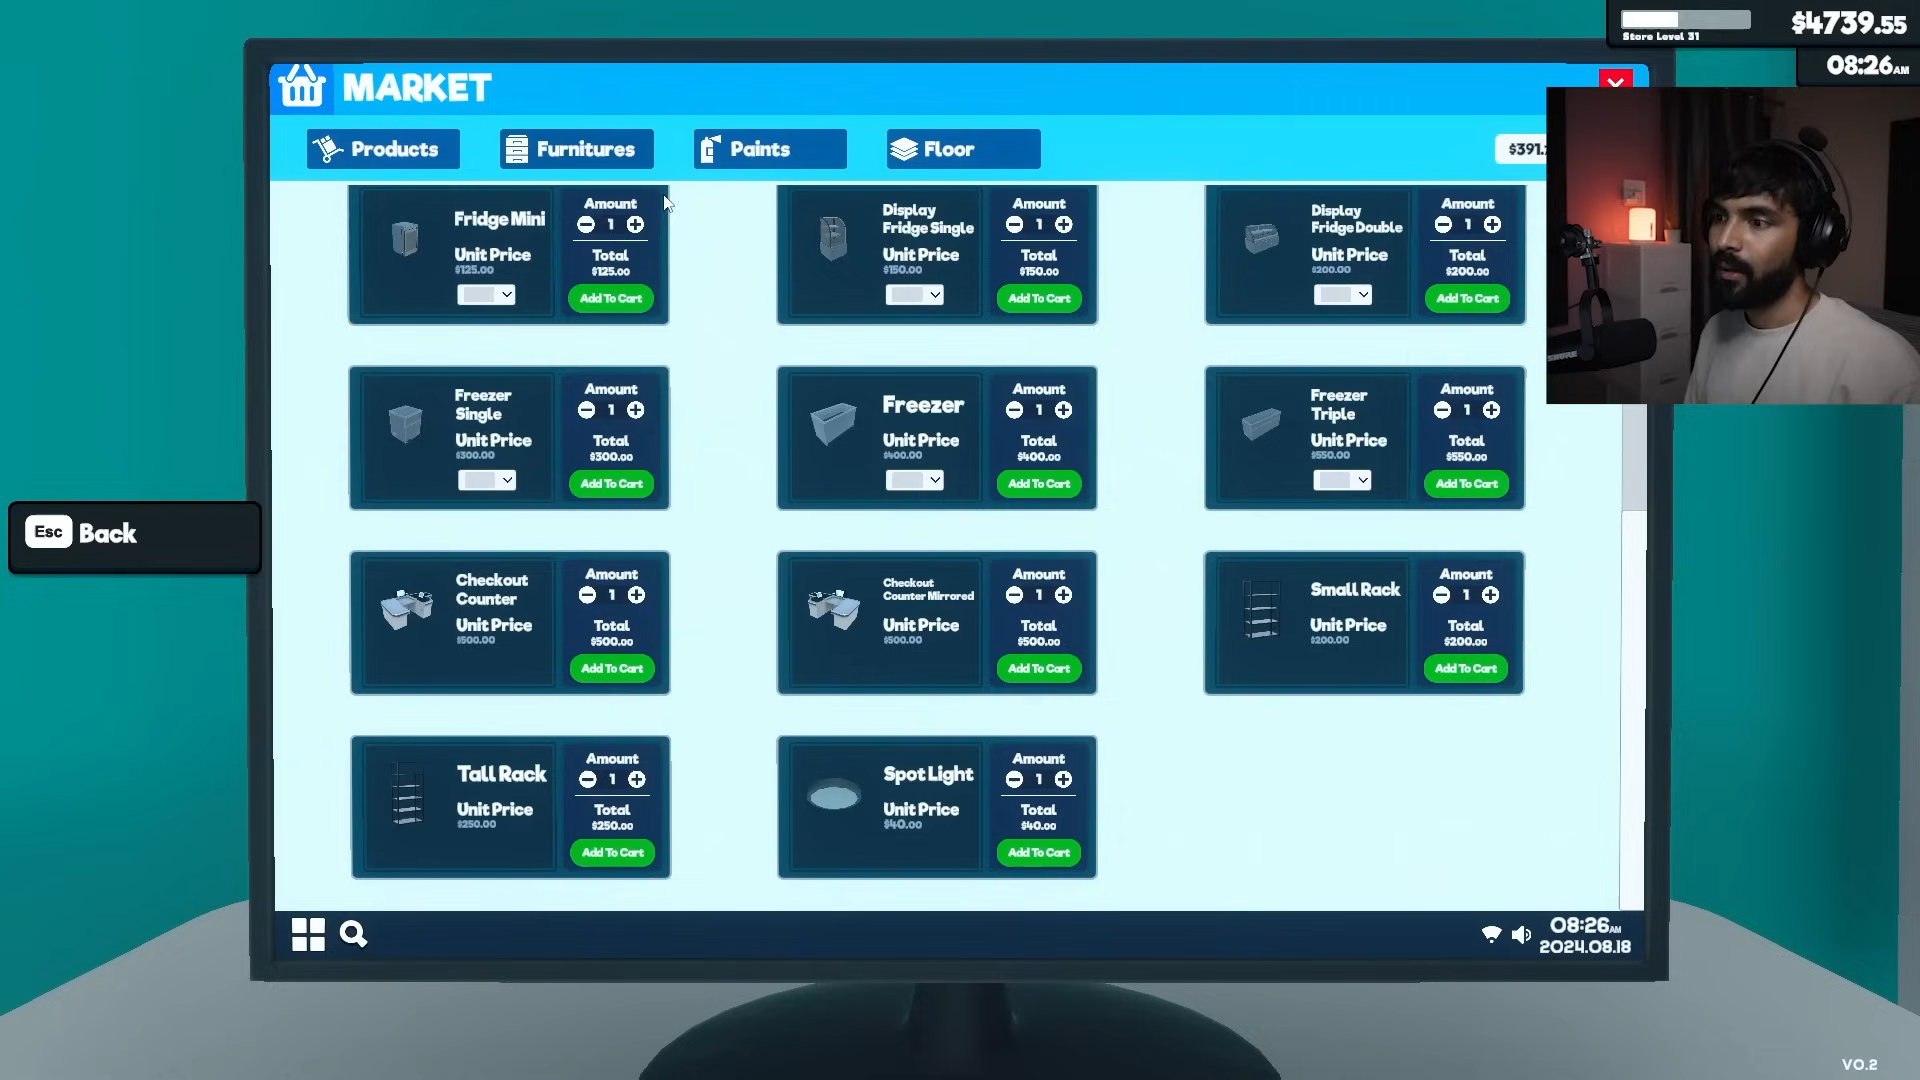 $4739.55
Store Level 31
08:26AM
MARKET
Products
Furnitures
Paints
Floor
$391.
Fridge Mini
Unit Price
$125.00
Amount
1
Total
$125.00
Add To Cart
Display
Fridge Single
Unit Price
$150.00
Amount
1
Total
$150.00
Add To Cart
Display
Fridge Double
Unit Price
$200.00
Amount
1
Total
$200.00
Add To Cart
Freezer
Single
Unit Price
$300.00
Amount
1
Total
$300.00
Add To Cart
Freezer
Unit Price
$400.00
Amount
1
Total
$400.00
Add To Cart
Freezer
Triple
Unit Price
$550.00
Amount
1
Total
$550.00
Add To Cart
Esc Back
Checkout
Counter
Unit Price
$500.00
Amount
1
Total
$500.00
Add To Cart
Checkout
Counter Mirrored
Unit Price
$500.00
Amount
1
Total
$500.00
Add To Cart
Small Rack
Unit Price
$200.00
Amount
1
Total
$200.00
Add To Cart
Tall Rack
Unit Price
$250.00
Amount
1
Total
$250.00
Add To Cart
Spot Light
Unit Price
$40.00
Amount
1
Total
$40.00
Add To Cart
08:26AM
2024.08.18
SHURE
V0.2